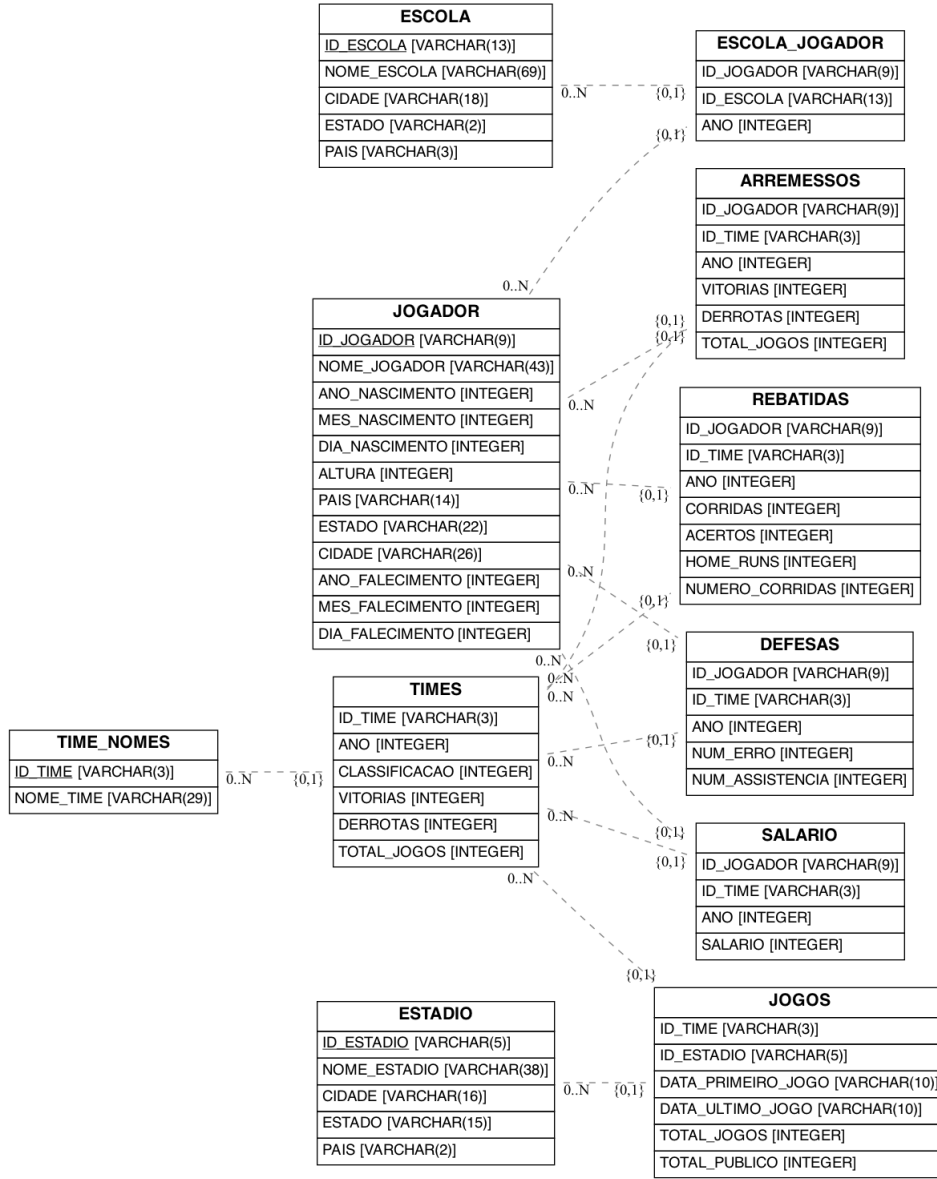 ESCOLA
ID_ESCOLA [VARCHAR(13)]
NOME_ESCOLA [VARCHAR(69)]
CIDADE [VARCHAR(18)]
ESTADO [VARCHAR(2)]
PAIS [VARCHAR(3)]
0..N
{0,1}
ESCOLA_JOGADOR
ID_JOGADOR [VARCHAR(9)]
ID_ESCOLA [VARCHAR(13)]
ANO [INTEGER]
{0,1}
0..N
ARREMESSOS
ID_JOGADOR [VARCHAR(9)]
ID_TIME [VARCHAR(3)]
ANO [INTEGER]
VITORIAS [INTEGER]
DERROTAS [INTEGER]
TOTAL_JOGOS [INTEGER]
{0,1}
{0,1}
JOGADOR
ID_JOGADOR [VARCHAR(9)]
NOME_JOGADOR [VARCHAR(43)]
ANO_NASCIMENTO [INTEGER]
MES_NASCIMENTO [INTEGER]
DIA_NASCIMENTO [INTEGER]
ALTURA [INTEGER]
PAIS [VARCHAR(14)]
ESTADO [VARCHAR(22)]
CIDADE [VARCHAR(26)]
ANO_FALECIMENTO [INTEGER]
MES_FALECIMENTO [INTEGER]
DIA_FALECIMENTO [INTEGER]
0..N
0..N
0..N
0..N
REBATIDAS
ID_JOGADOR [VARCHAR(9)]
ID_TIME [VARCHAR(3)]
ANO [INTEGER]
CORRIDAS [INTEGER]
ACERTOS [INTEGER]
HOME_RUNS [INTEGER]
NUMERO_CORRIDAS [INTEGER]
{0,1}
{0,1}
DEFESAS
ID_JOGADOR [VARCHAR(9)]
ID_TIME [VARCHAR(3)]
ANO [INTEGER]
NUM_ERRO [INTEGER]
NUM_ASSISTENCIA [INTEGER]
{0,1}
{0,1}
TIME_NOMES
ID_TIME [VARCHAR(3)]
NOME_TIME [VARCHAR(29)]
0..N
{0,1}
TIMES
ID_TIME [VARCHAR(3)]
ANO [INTEGER]
CLASSIFICACAO [INTEGER]
VITORIAS [INTEGER]
DERROTAS [INTEGER]
TOTAL_JOGOS [INTEGER]
0..N
0..N
0..N
0..N
0..N
SALARIO
ID_JOGADOR [VARCHAR(9)]
ID_TIME [VARCHAR(3)]
ANO [INTEGER]
SALARIO [INTEGER]
{0,1}
{0,1}
{0,1}
ESTADIO
ID_ESTADIO [VARCHAR(5)]
NOME_ESTADIO [VARCHAR(38)]
CIDADE [VARCHAR(16)]
ESTADO [VARCHAR(15)]
PAIS [VARCHAR(2)]
0..N
{0,1}
JOGOS
ID_TIME [VARCHAR(3)]
ID_ESTADIO [VARCHAR(5)]
DATA_PRIMEIRO_JOGO [VARCHAR(10)]
DATA_ULTIMO_JOGO [VARCHAR(10)]
TOTAL_JOGOS [INTEGER]
TOTAL_PUBLICO [INTEGER]